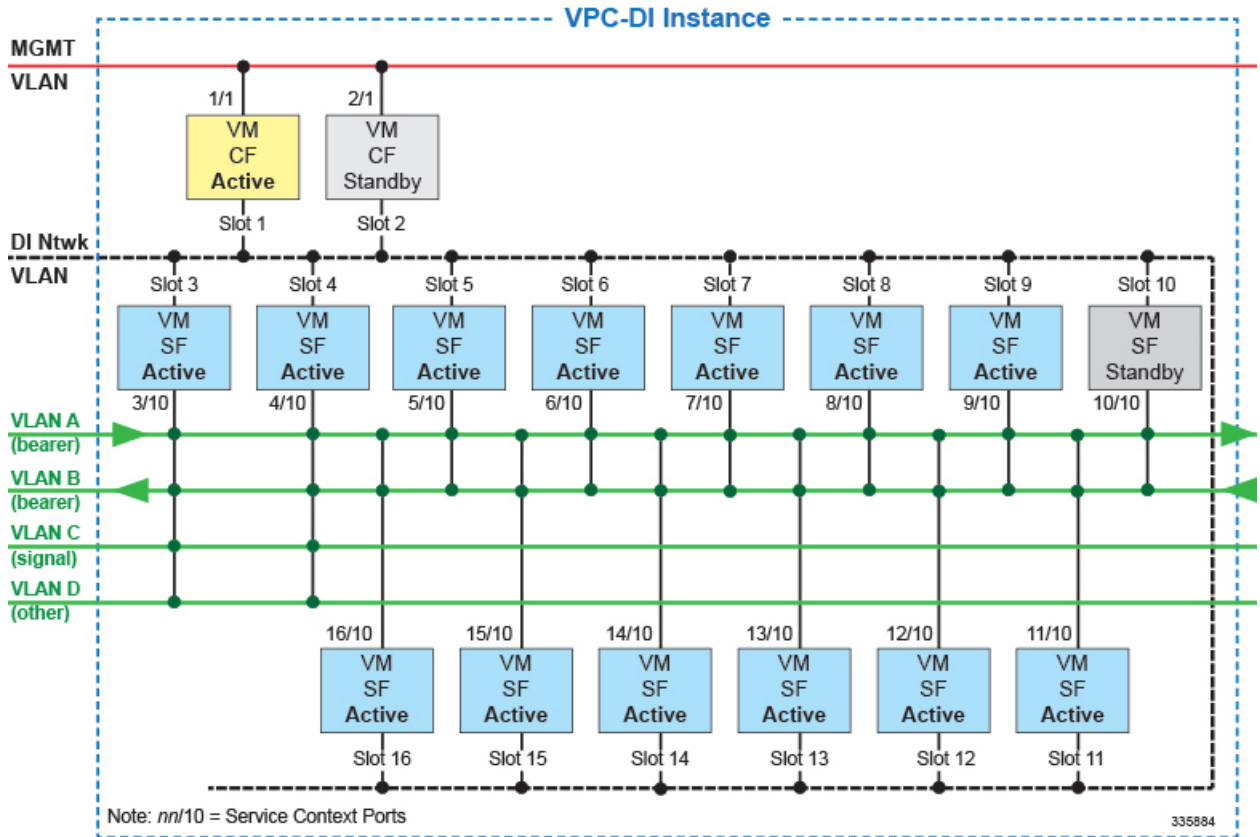 VPC-DI Instance
MGMT
VLAN
1/1
2/1
VM
CF
Active
VM
CF
Standby
Slot 1
Slot 2
DI Ntwk
VLAN
Slot 3
Slot 4
Slot 5
Slot 6
Slot 7
Slot 8
Slot 9
Slot 10
VM
SF
Active
VM
SF
Active
VM
SF
Active
VM
SF
Active
VM
SF
Active
VM
SF
Active
VM
SF
Active
VM
SF
Standby
3/10
4/10
5/10
6/10
7/10
8/10
9/10
10/10
VLAN A
(bearer)
VLAN B
(bearer)
VLAN C
(signal)
VLAN D
(other)
16/10
15/10
14/10
13/10
12/10
11/10
VM
SF
Active
VM
SF
Active
VM
SF
Active
VM
SF
Active
VM
SF
Active
VM
SF
Active
Slot 16
Slot 15
Slot 14
Slot 13
Slot 12
Slot 11
Note: nn/10 = Service Context Ports
335884